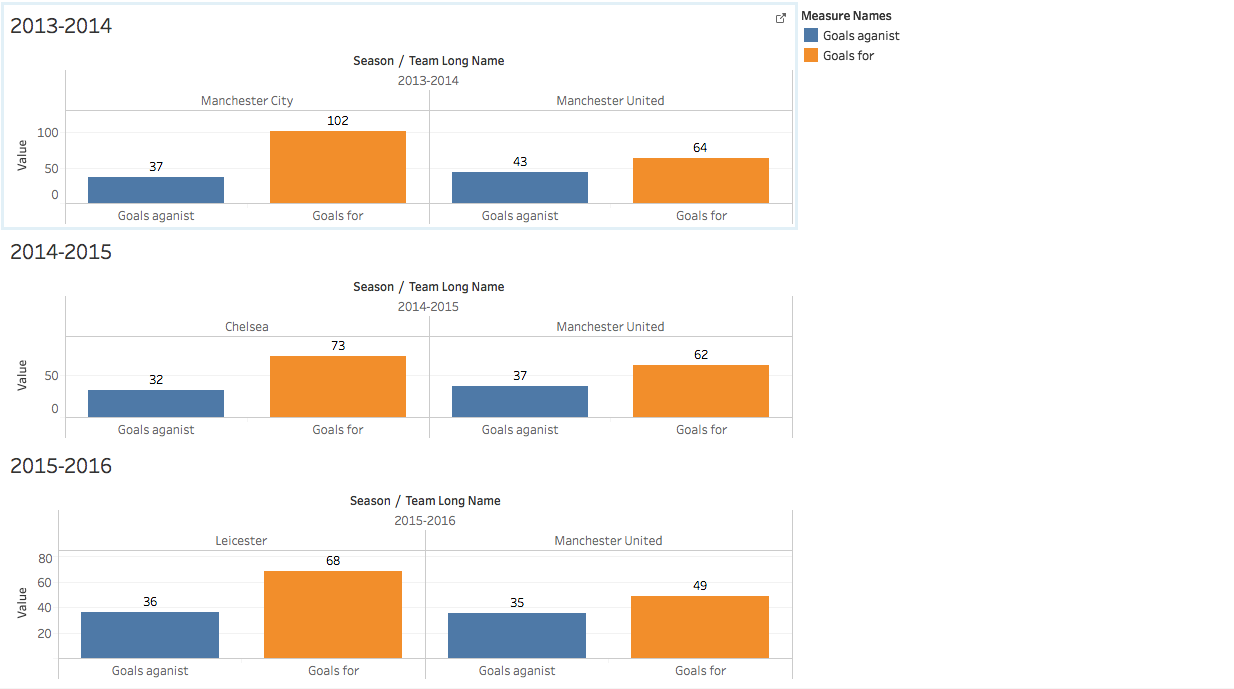 2013-2014
Measure Names
Goals aganist
Goals for
Season / Team Long Name
2013-2014
Manchester City Manchester United
Value
100
50
0
37 102 43 64
Goals aganist Goals for Goals aganist Goals for
2014-2015
Season / Team Long Name
2014-2015
Chelsea Manchester United
Value
50
0
32 73 37 62
Goals aganist Goals for Goals aganist Goals for
2015-2016
Season / Team Long Name
2015-2016
Leicester Manchester United
Value
80
60
40
20
36 68 35 49
Goals aganist Goals for Goals aganist Goals for